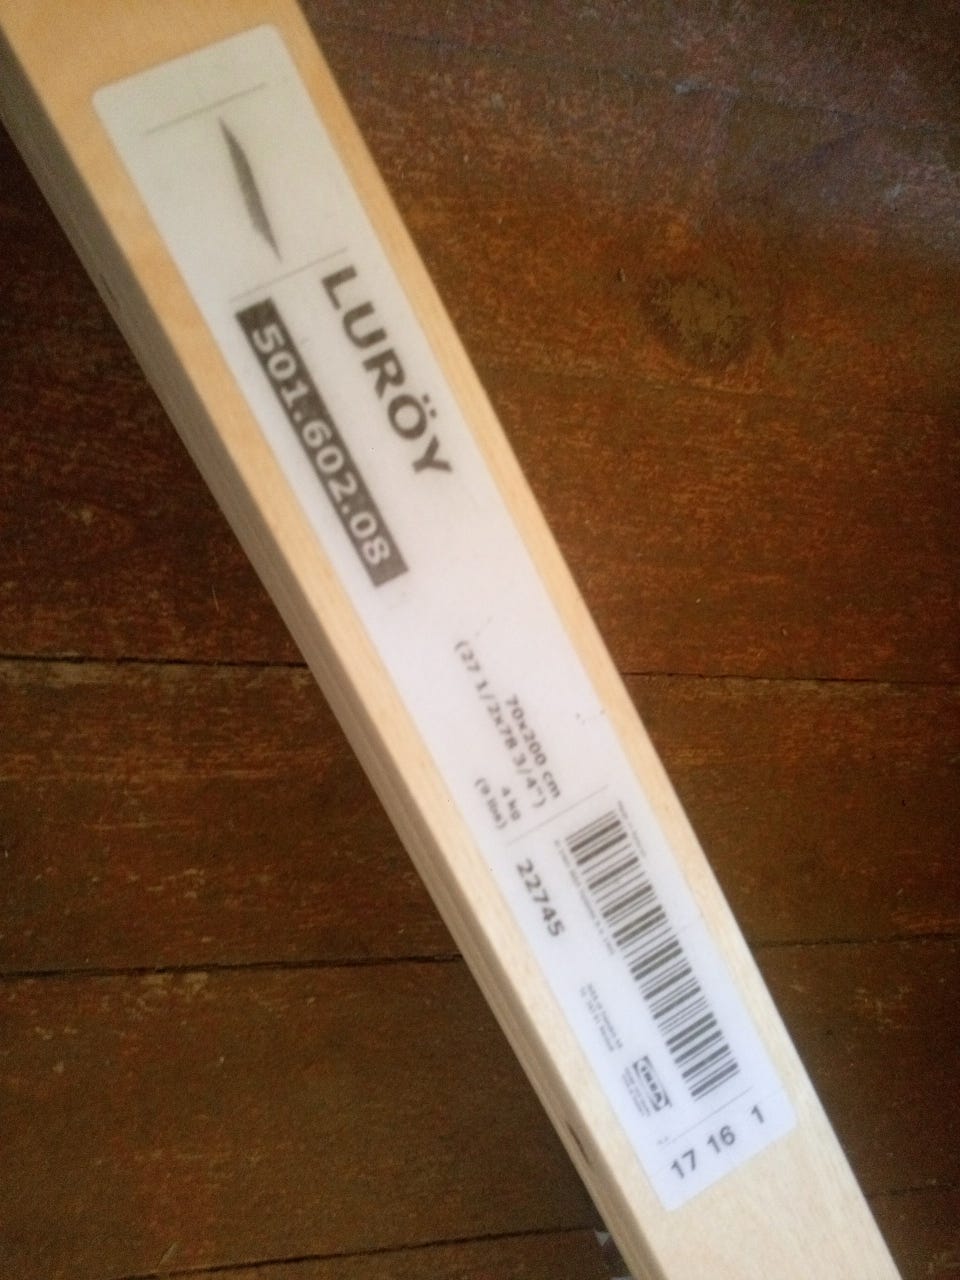 LURÖY
501.602.08
70x200 cm
(27 1/2x78 3/4")
4 kg
(9 lbs)
22745
IKEA
17 16 1